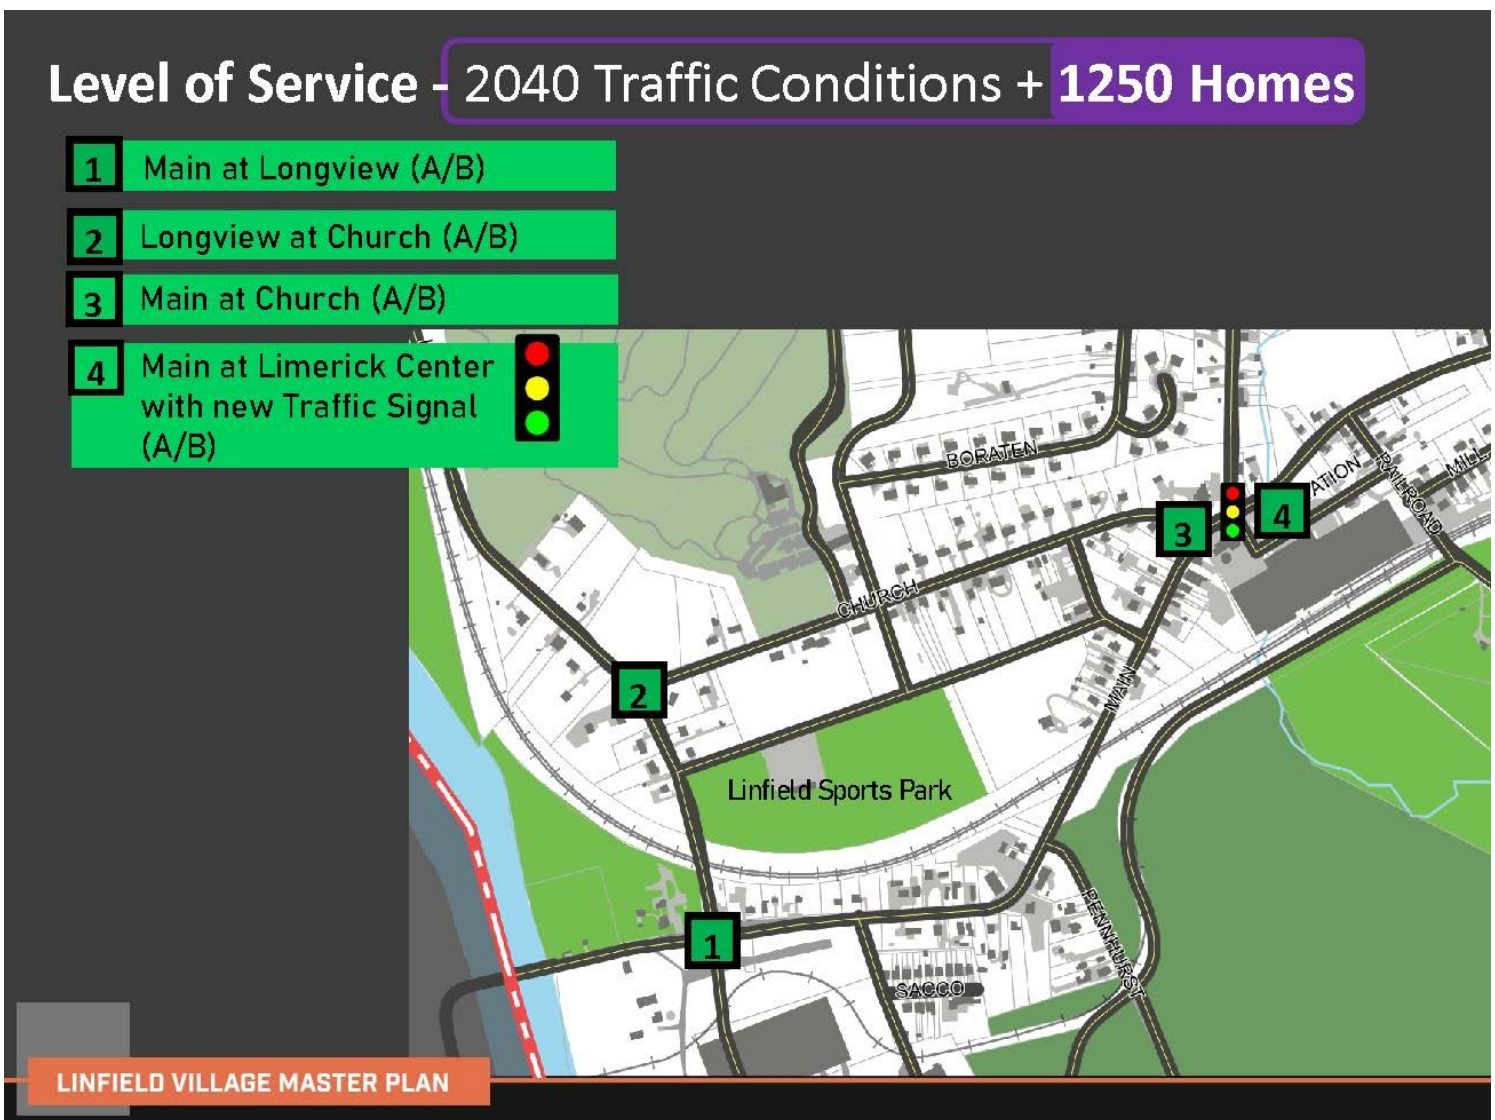 Level of Service - 2040 Traffic Conditions + 1250 Homes
1 Main at Longview (A/B)
2 Longview at Church (A/B)
3 Main at Church (A/B)
4 Main at Limerick Center
with new Traffic Signal
(A/B)
BORATEN
ATION
RAILROAD
MILL
3
4
CHURCH
2
MAIN
Linfield Sports Park
1
PENNHURST
SACCO
LINFIELD VILLAGE MASTER PLAN